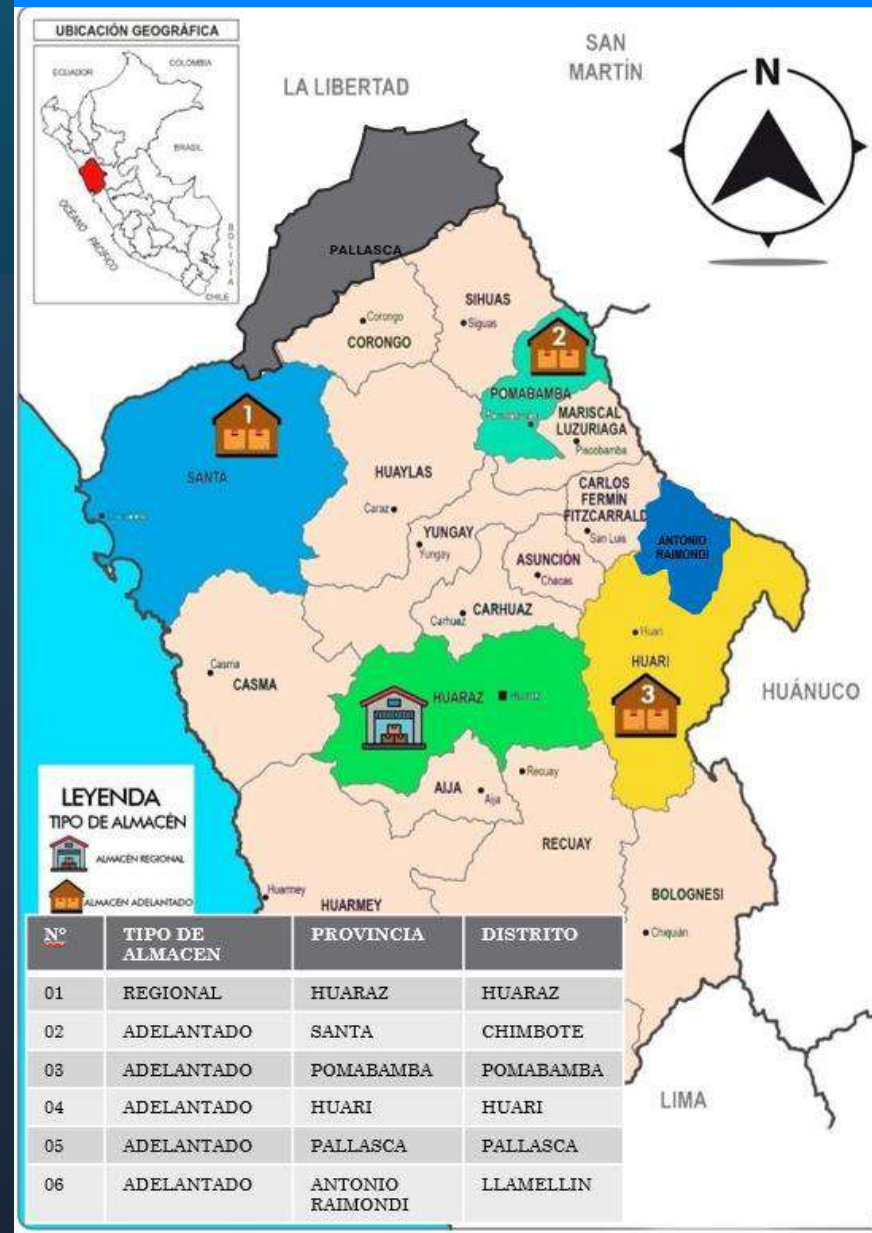 UBICACIÓN GEOGRÁFICA
ECUADOR
COLOMBIA
BRASIL
OCEANO PACÍFICO
BOLIVIA
CHILE
SAN
MARTÍN
LA LIBERTAD
N
PALLASCA
SIHUAS
Siguas
Corongo
CORONGO
2
POMABAMBA
1
MARISCAL
LUZURIAGA
Piscobamba
SANTA
HUAYLAS
Caraz
CARLOS
FERMÍN
FITZCARRALD
San Luis
YUNGAY
Yungay
ANTONIO
RAIMONDI
ASUNCIÓN
Chacas
CARHUAZ
Carhuaz
Huari
HUARI
Casma
CASMA
HUARAZ
Huaraz
3
HUÁNUCO
Recuay
AIJA
Aija
LEYENDA
TIPO DE ALMACÉN
ALMACÉN REGIONAL
ALMACÉN ADELANTADO
RECUAY
Huarmey
HUARMEY
BOLOGNESI
Chiquián
LIMA
N° TIPO DE ALMACEN PROVINCIA DISTRITO
01 REGIONAL HUARAZ HUARAZ
02 ADELANTADO SANTA CHIMBOTE
03 ADELANTADO POMABAMBA POMABAMBA
04 ADELANTADO HUARI HUARI
05 ADELANTADO PALLASCA PALLASCA
06 ADELANTADO ANTONIO RAIMONDI LLAMELLIN